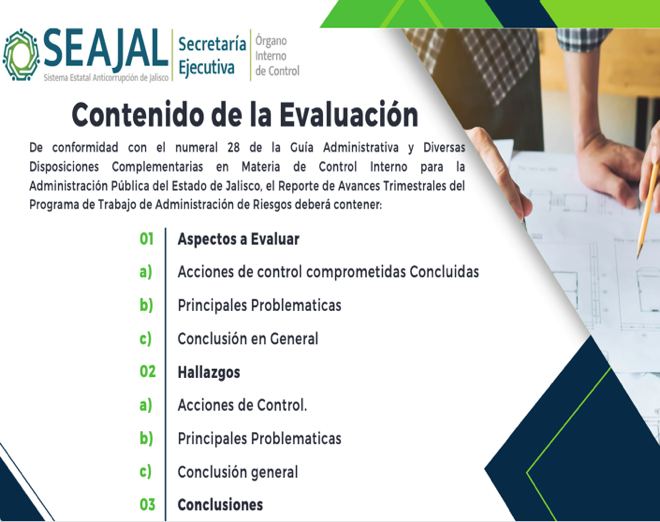 SEAJAL
Sistema Estatal Anticorrupción de Jalisco
Secretaría
Ejecutiva
Órgano
Interno
de Control
Contenido de la Evaluación
De conformidad con el numeral 28 de la Guía Administrativa y Diversas
Disposiciones Complementarias en Materia de Control Interno para la
Administración Pública del Estado de Jalisco, el Reporte de Avances Trimestrales del
Programa de Trabajo de Administración de Riesgos deberá contener:
01 Aspectos a Evaluar
a) Acciones de control comprometidas Concluidas
b) Principales Problematicas
c) Conclusión en General
02 Hallazgos
a) Acciones de Control.
b) Principales Problematicas
c) Conclusión general
03 Conclusiones